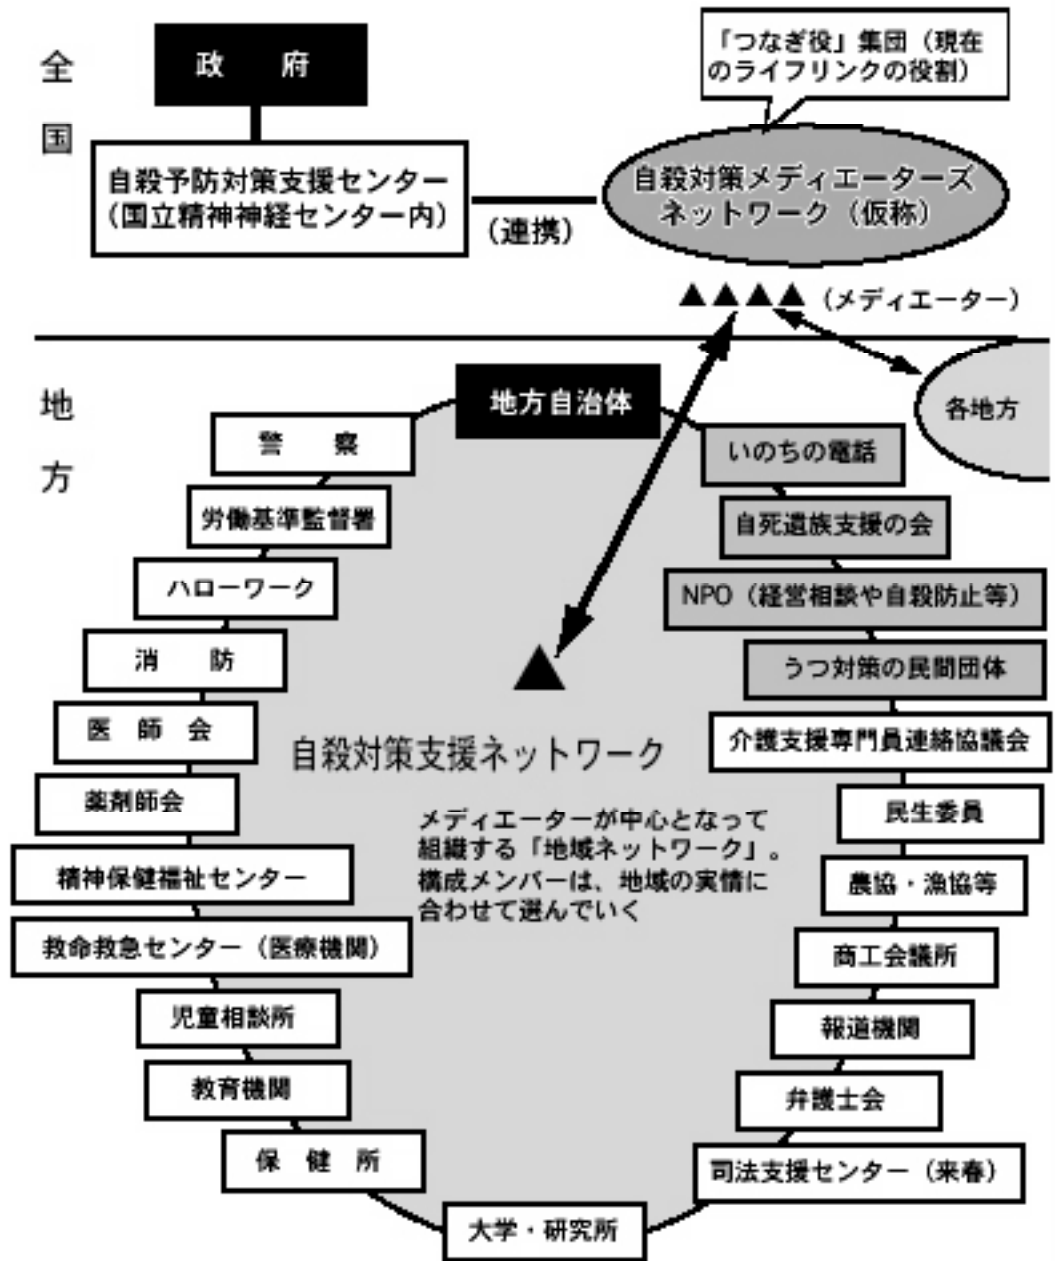 全国
政　府
「つなぎ役」集団（現在
のライフリンクの役割）
自殺予防対策支援センター
（国立精神神経センター内）
（連携）
自殺対策メディエーターズ
ネットワーク（仮称）
▲▲▲▲（メディエーター）
地方
地方自治体
各地方
警　察
労働基準監督署
ハローワーク
消　防
医　師　会
薬剤師会
精神保健福祉センター
救命救急センター（医療機関）
児童相談所
教育機関
保　健　所
大学・研究所
いのちの電話
自死遺族支援の会
NPO（経営相談や自殺防止等）
うつ対策の民間団体
介護支援専門員連絡協議会
民生委員
農協・漁協等
商工会議所
報道機関
弁護士会
司法支援センター（来春）
▲
自殺対策支援ネットワーク
メディエーターが中心となって
組織する「地域ネットワーク」。
構成メンバーは、地域の実情に
合わせて選んでいく